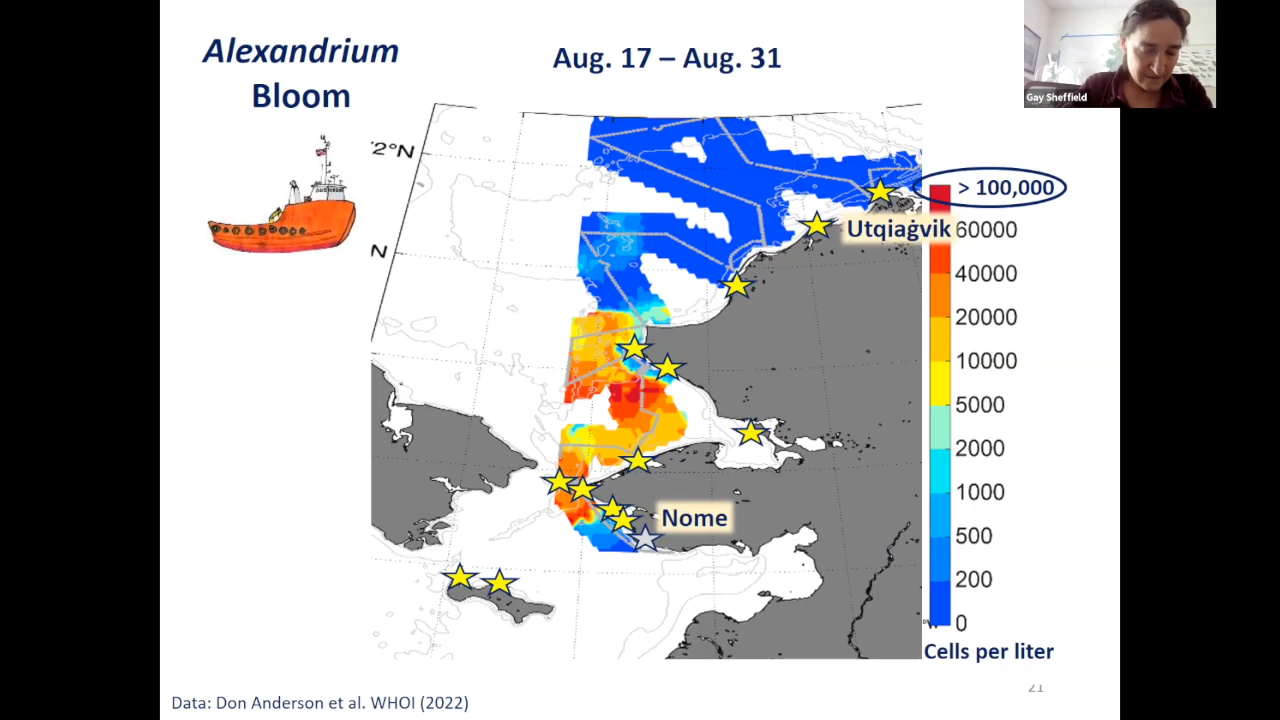 Alexandrium
Bloom
Aug. 17 – Aug. 31
Gay Sheffield
2°N
N
> 100,000
Utqiaġvik
60000
40000
20000
10000
5000
2000
1000
500
200
0
Nome
Cells per liter
21
Data: Don Anderson et al. WHOI (2022)